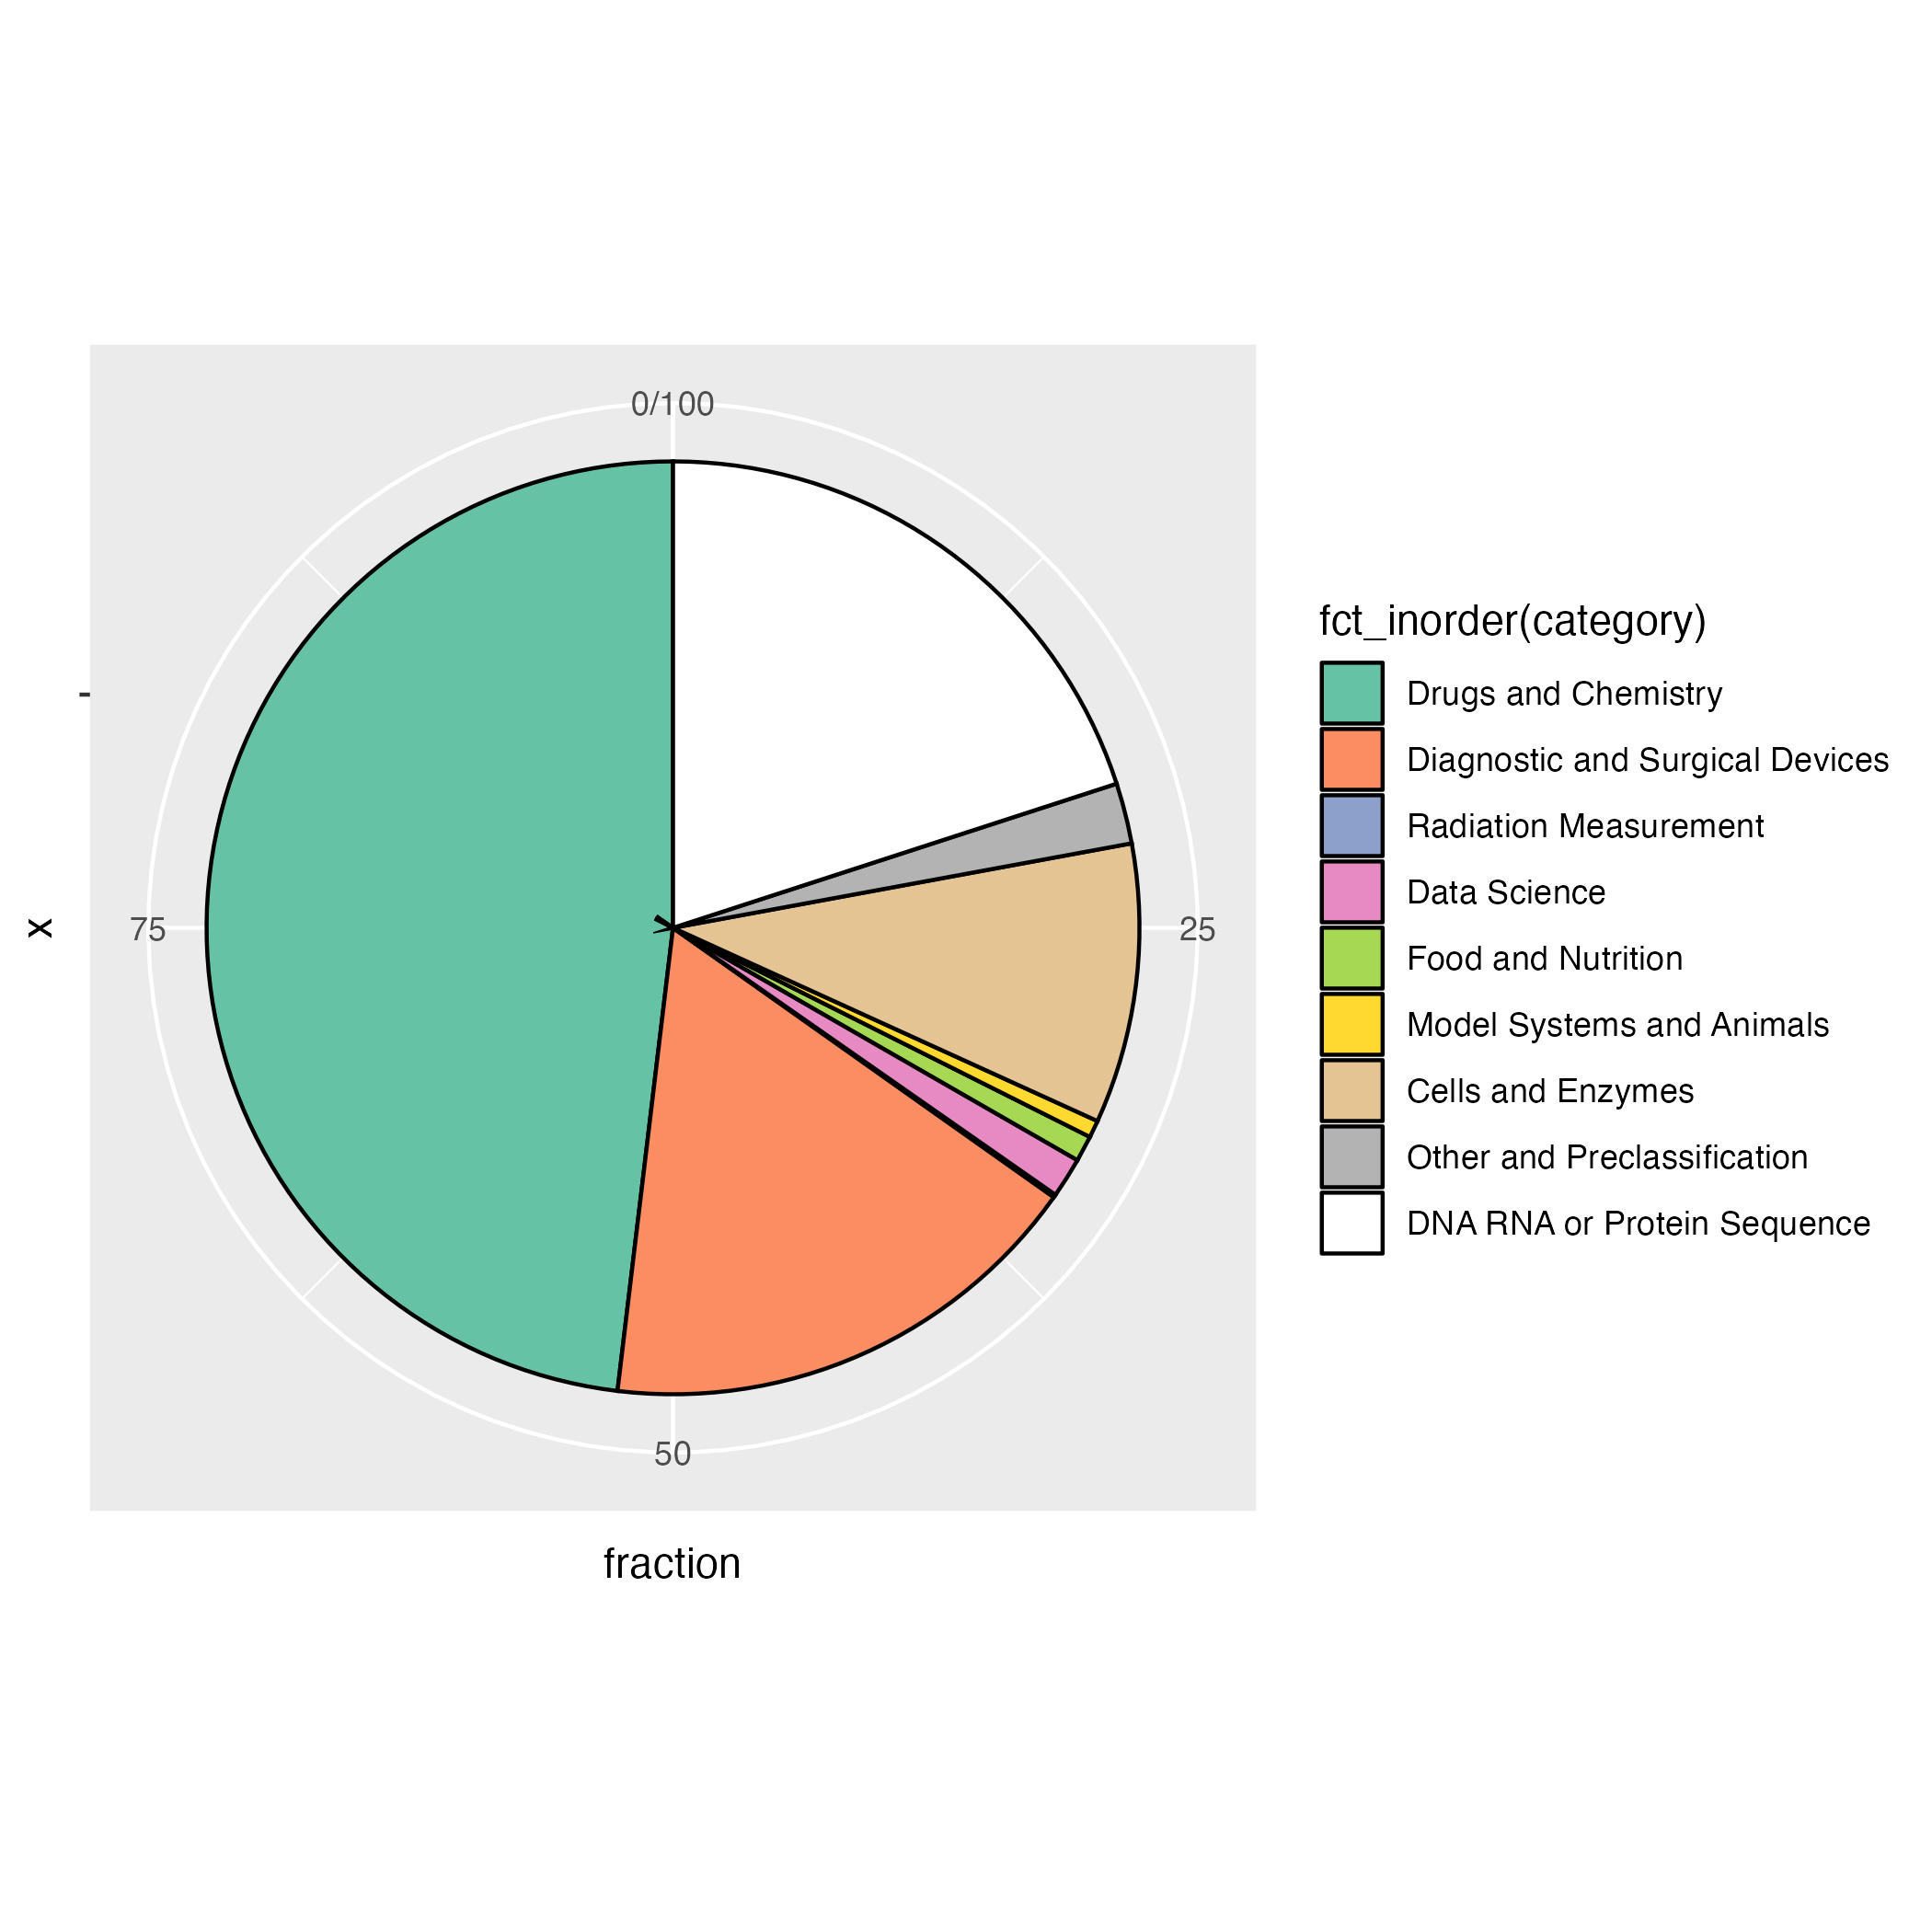 0/100
25
50
75
x
fraction
fct_inorder(category)
Drugs and Chemistry
Diagnostic and Surgical Devices
Radiation Measurement
Data Science
Food and Nutrition
Model Systems and Animals
Cells and Enzymes
Other and Preclassification
DNA RNA or Protein Sequence